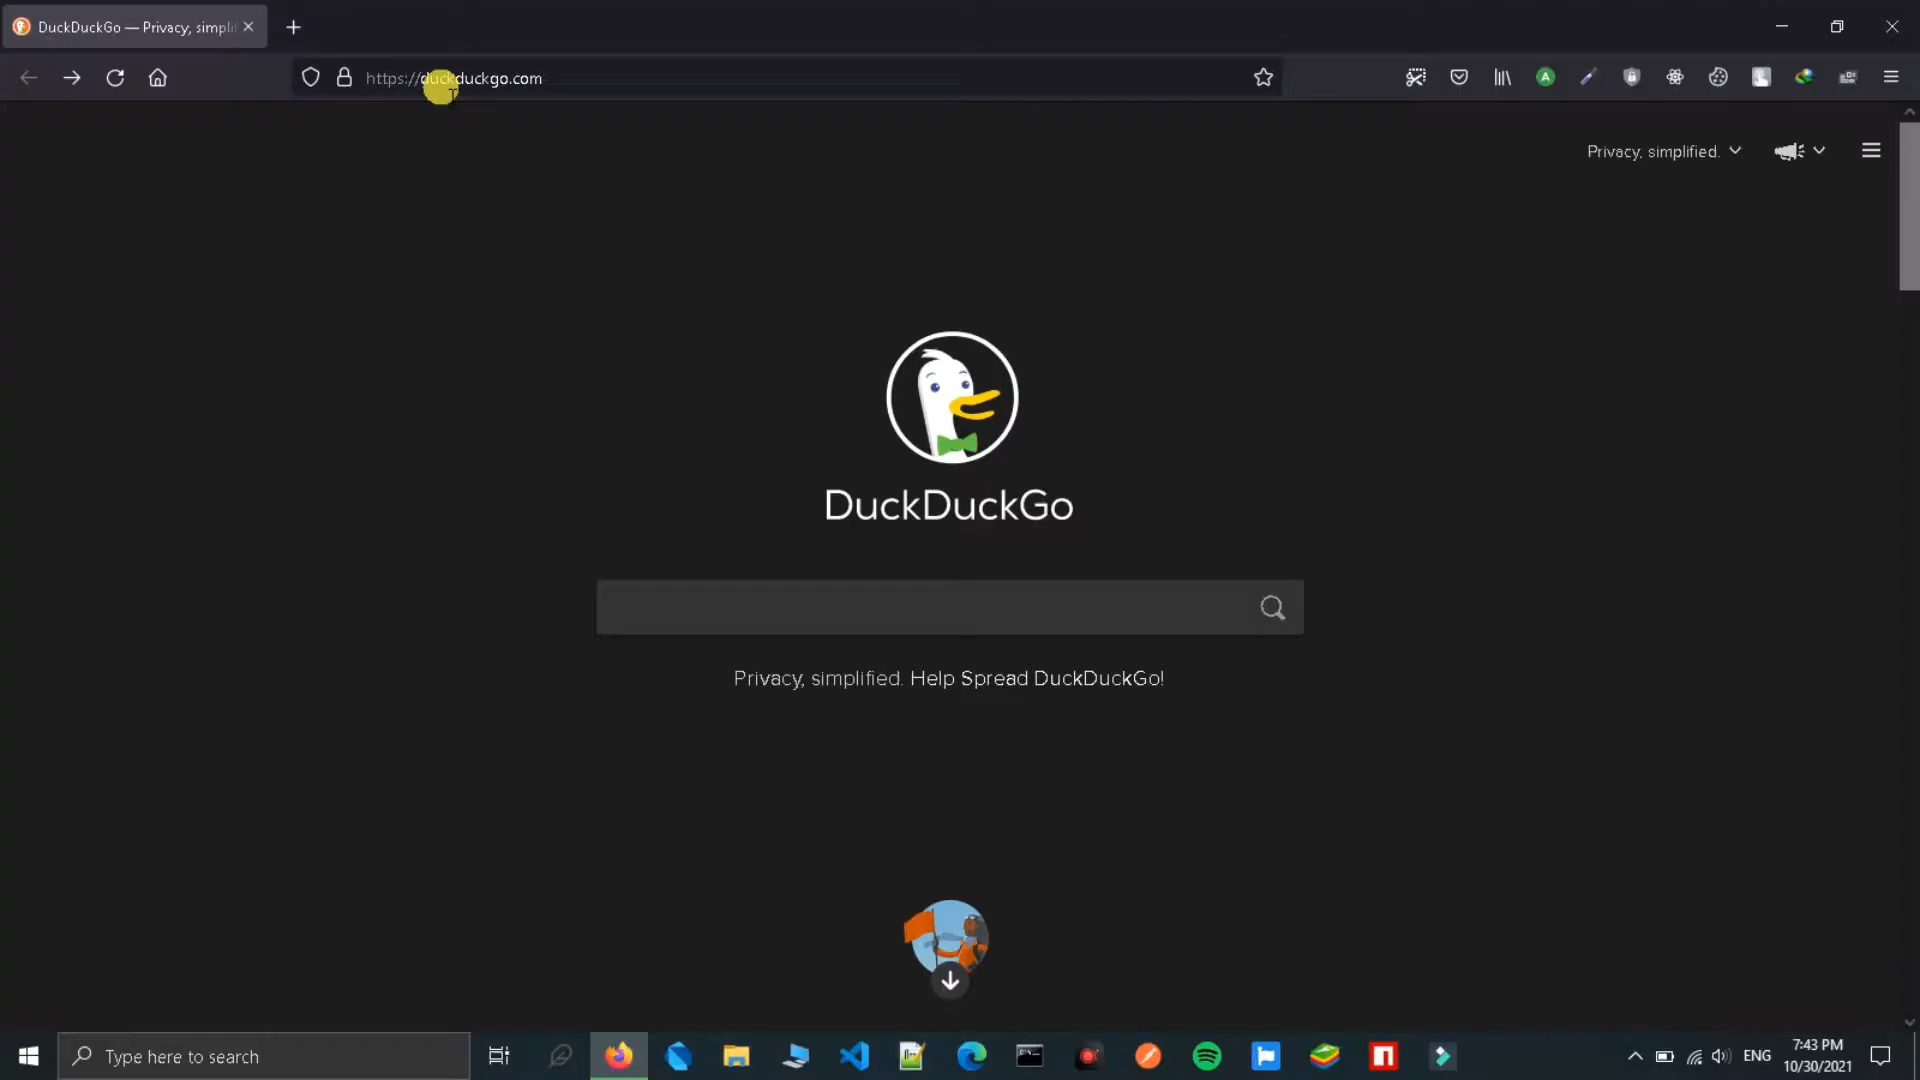 DuckDuckGo — Privacy, simplifi
https://duckduckgo.com
Privacy, simplified.
DuckDuckGo
Privacy, simplified. Help Spread DuckDuckGo!
Type here to search
ENG
7:43 PM
10/30/2021